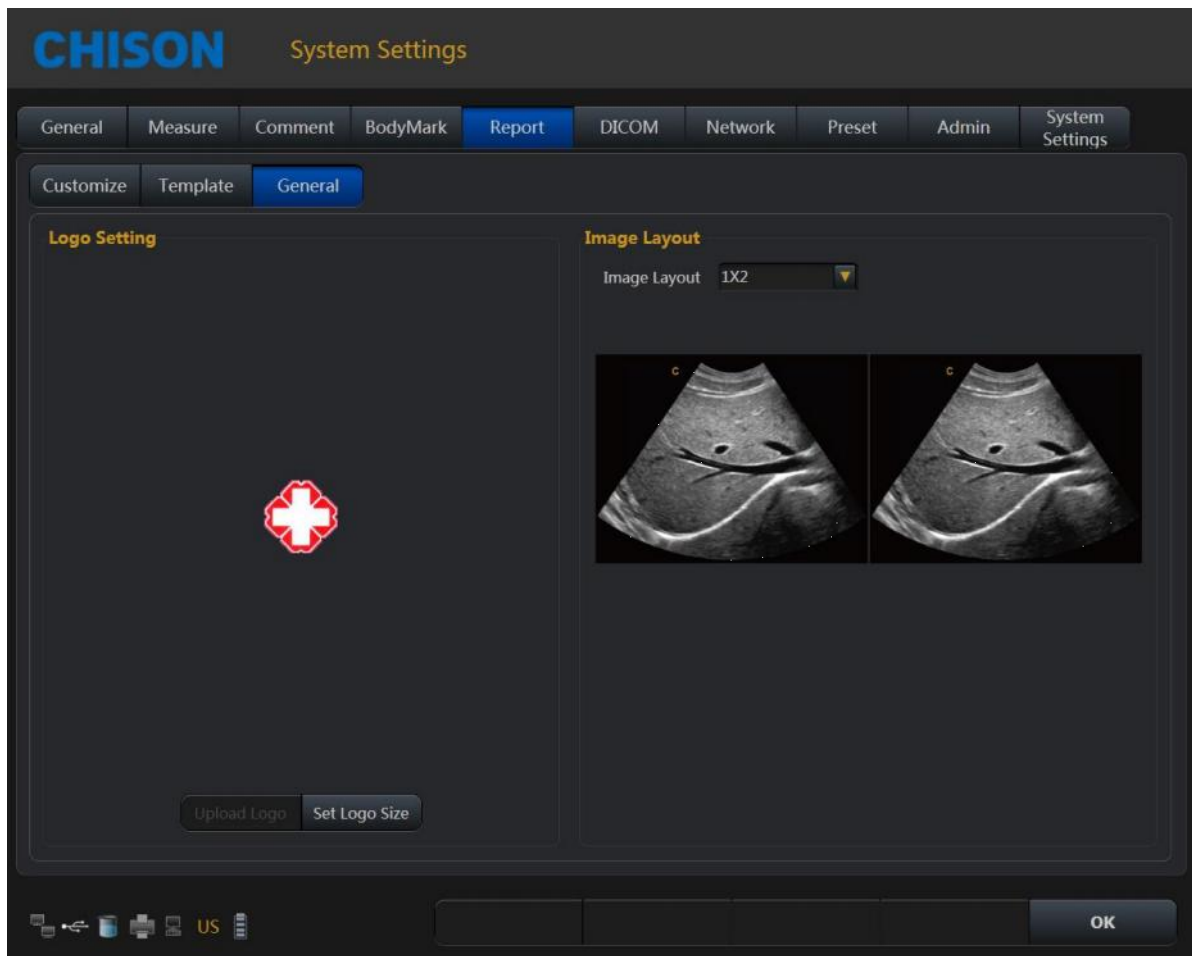 CHISON System Settings
General Measure Comment BodyMark Report DICOM Network Preset Admin System Settings
Customize Template General
Logo Setting
Image Layout
Image Layout 1X2
C
C
Upload Logo Set Logo Size
US
OK